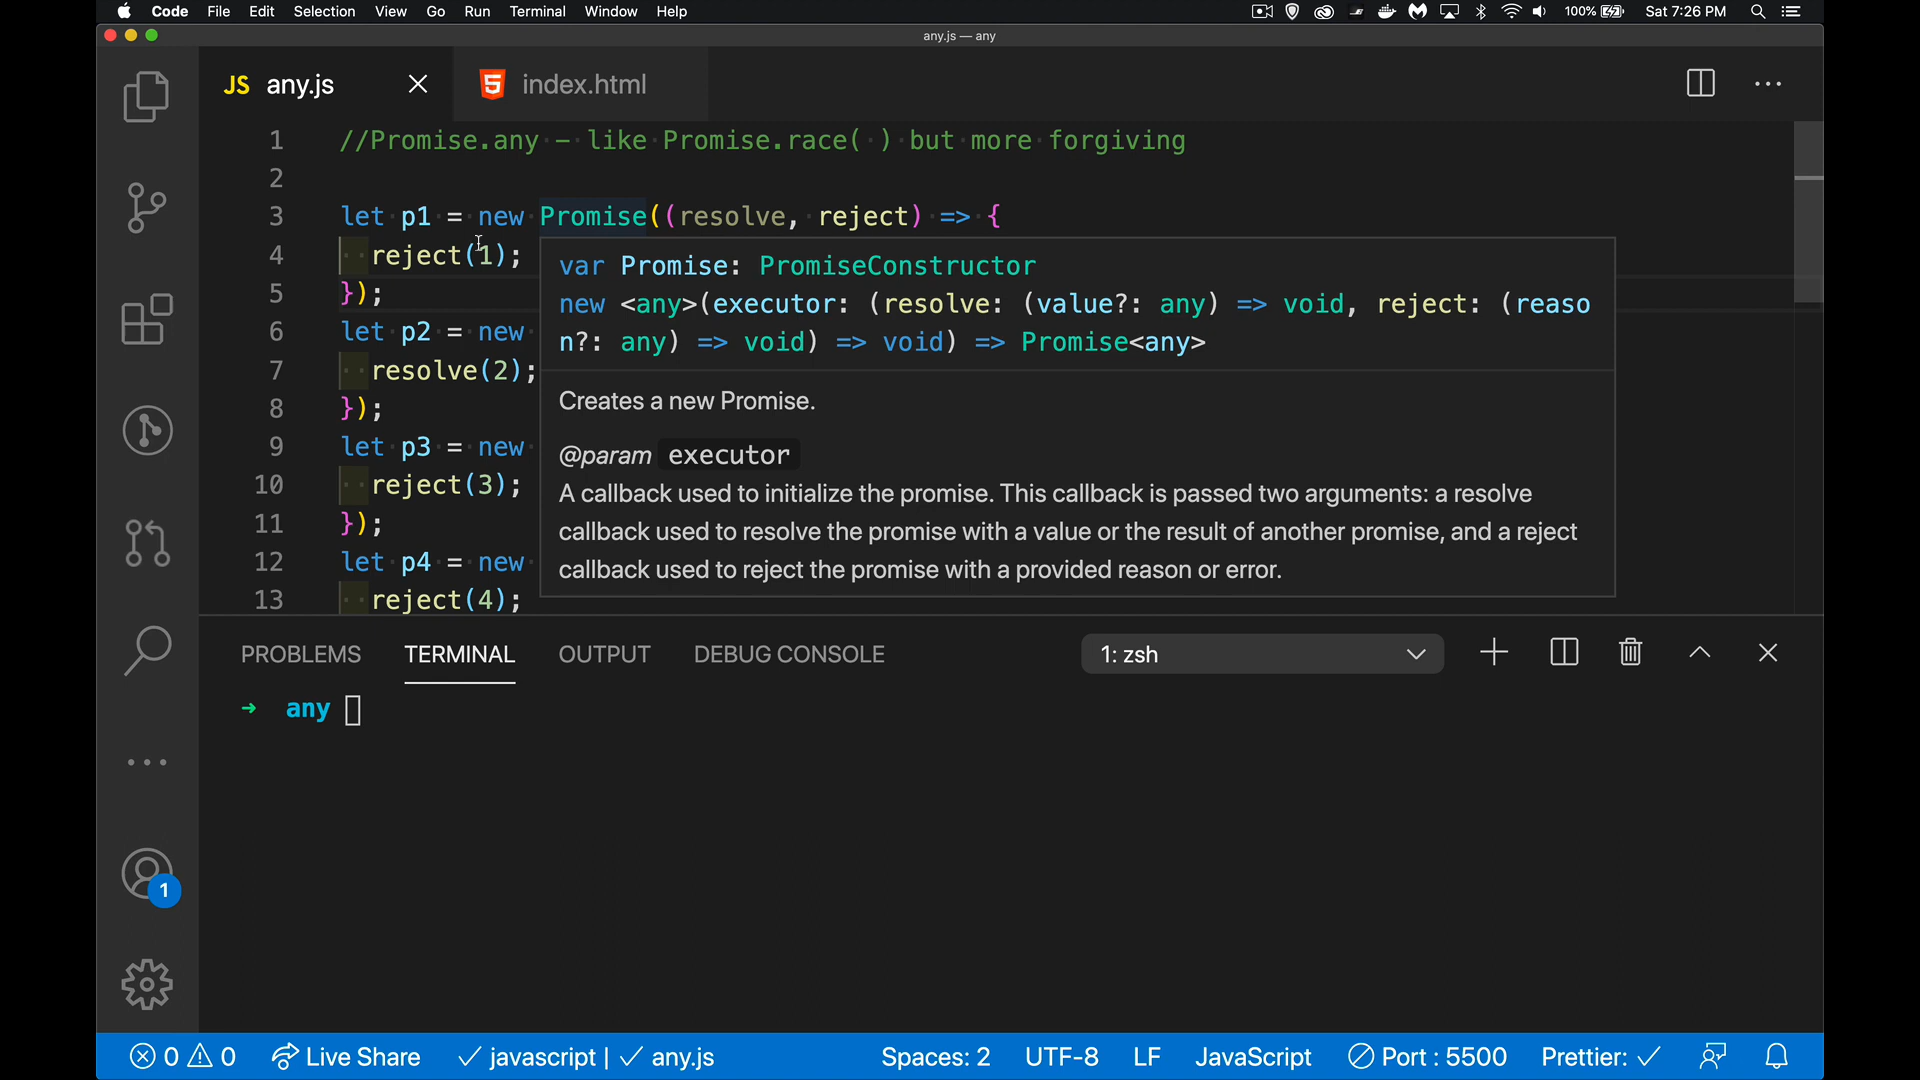 Code File Edit Selection View Go Run Terminal Window Help 100% Sat 7:26 PM
any.js — any
JS any.js index.html
1 //Promise.any - like Promise.race( ) but more forgiving
2
3 let p1 = new Promise((resolve, reject) => {
4 reject(1);
5 });
6 let p2 = new
7 resolve(2);
8 });
9 let p3 = new
10 reject(3);
11 });
12 let p4 = new
13 reject(4);
var Promise: PromiseConstructor
new <any>(executor: (resolve: (value?: any) => void, reject: (reaso
n?: any) => void) => void) => Promise<any>
Creates a new Promise.
@param executor
A callback used to initialize the promise. This callback is passed two arguments: a resolve
callback used to resolve the promise with a value or the result of another promise, and a reject
callback used to reject the promise with a provided reason or error.
PROBLEMS TERMINAL OUTPUT DEBUG CONSOLE 1: zsh
➜ any
1
0 0 Live Share ✓ javascript | ✓ any.js Spaces: 2 UTF-8 LF JavaScript Port : 5500 Prettier: ✓